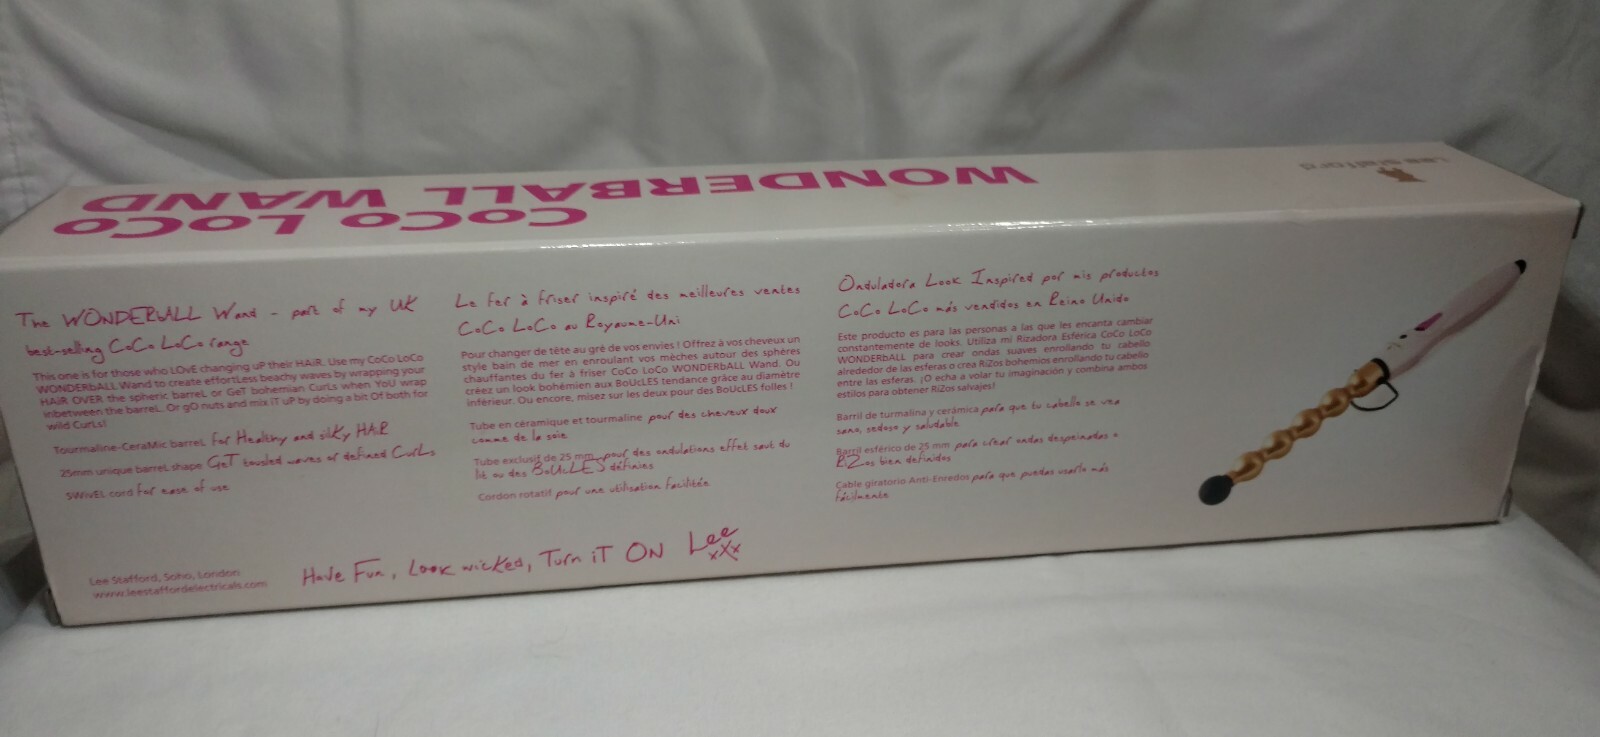 CoCo LoCo
WONDERBALL WAND
Lee Stafford
The WONDERbALL Wand - part of my UK
best-selling CoCo LoCo range
This one is for those who LOvE changing uP their HAiR. Use my CoCo LoCo
WONDERbALL Wand to create effortLess beachy waves by wrapping your
HAiR OVER the spheric barreL or GeT bohemian CurLs when YoU wrap
inbetween the barreL. Or gO nuts and mix iT uP by doing a bit Of both for
wild CurLs!
Tourmaline-CeraMic barreL for Healthy and silky HAiR
25mm unique barreL shape GeT tousled waves or defined CurLs
SWivEL cord for ease of use
Le fer à friser inspiré des meilleures ventes
CoCo LoCo au Royaume-Uni
Pour changer de tête au gré de vos envies ! Offrez à vos cheveux un
style bain de mer en enroulant vos mèches autour des sphères
chauffantes du fer à friser CoCo LoCo WONDERbALL Wand. Ou
créez un look bohémien aux BoUcLES tendance grâce au diamètre
inférieur. Ou encore, misez sur les deux pour des BoUcLES folles !
Tube en céramique et tourmaline pour des cheveux doux
comme de la soie
Tube exclusif de 25 mm pour des ondulations effet saut du
lit ou des BoUcLES définies
Cordon rotatif pour une utilisation facilitée
Onduladora Look Inspired por mis productos
CoCo LoCo más vendidos en Reino Unido
Este producto es para las personas a las que les encanta cambiar
constantemente de looks. Utiliza mi Rizadora Esférica CoCo LoCo
WONDERbALL para crear ondas suaves enrollando tu cabello
alrededor de las esferas o crea RiZos bohemios enrollando tu cabello
entre las esferas. ¡O echa a volar tu imaginación y combina ambos
estilos para obtener RiZos salvajes!
Barril de turmalina y cerámica para que tu cabello se vea
sano, sedoso y saludable
Barril esférico de 25 mm para crear ondas despeinadas o
RiZos bien definidos
Cable giratorio Anti-Enredos para que puedas usarlo más
fácilmente
Have Fun, Look wicked, Turn iT ON Lee
xXx
Lee Stafford, Soho, London
www.leestaffordelectricals.com